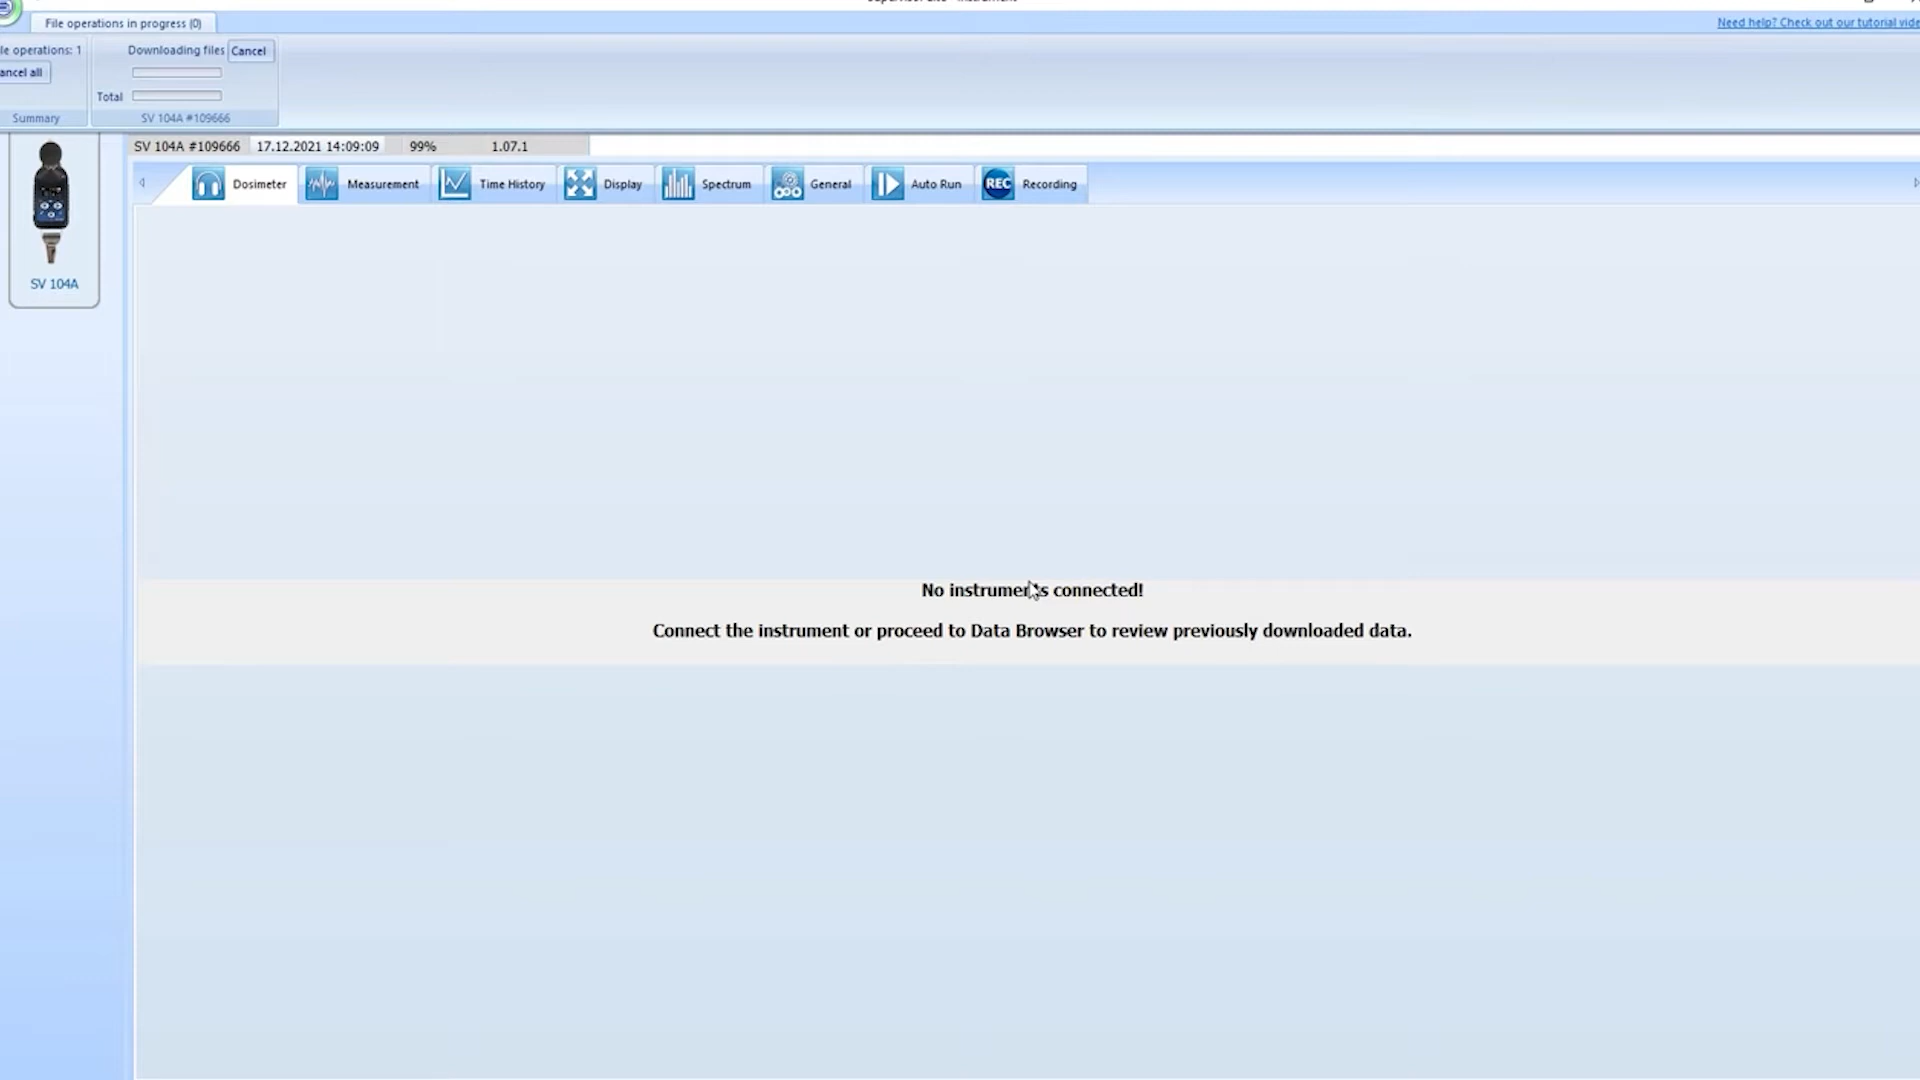 File operations in progress (0)
Need help? Check out our tutorial vide
le operations: 1
Downloading files
Cancel
ancel all
Total
Summary
SV 104A #109666
SV 104A #109666 17.12.2021 14:09:09 99% 1.07.1
Dosimeter
Measurement
Time History
Display
Spectrum
General
Auto Run
REC
Recording
SV 104A
No instruments connected!
Connect the instrument or proceed to Data Browser to review previously downloaded data.